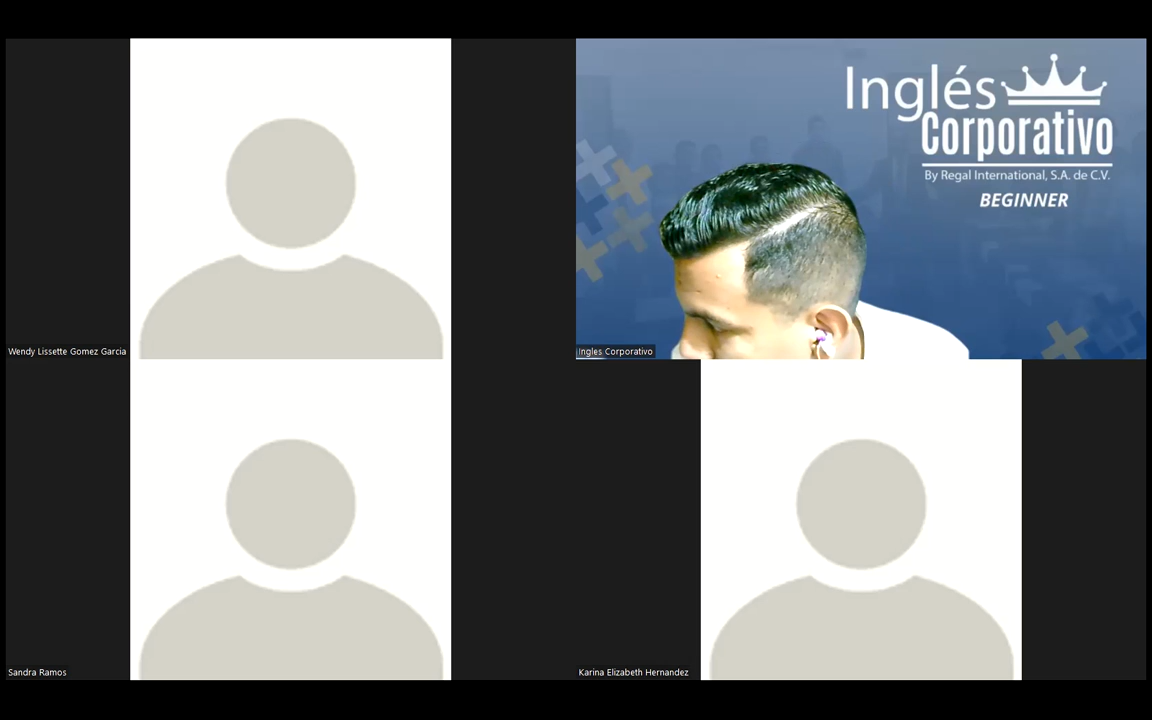 Inglés
Corporativo
By Regal International, S.A. de C.V.
BEGINNER
Wendy Lissette Gomez Garcia
Ingles Corporativo
Sandra Ramos
Karina Elizabeth Hernandez